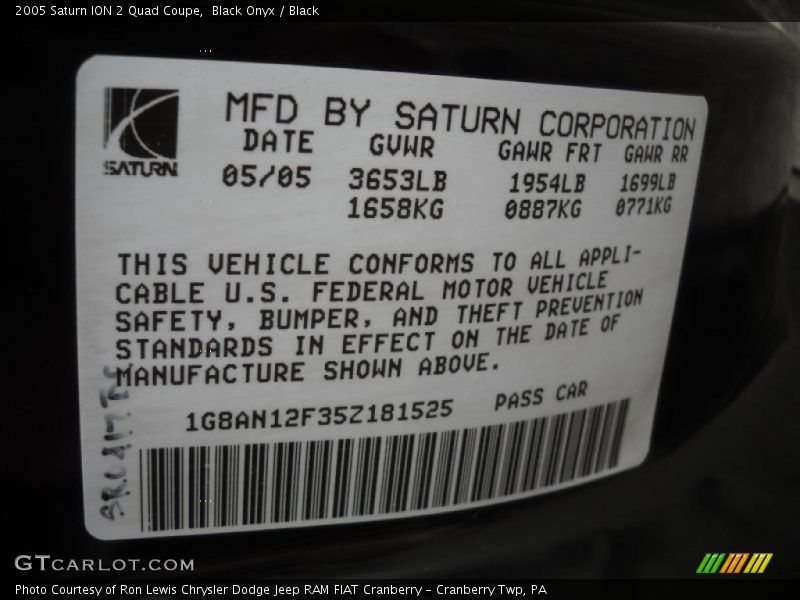 2005 Saturn ION 2 Quad Coupe,  Black Onyx / Black
SATURN
MFD BY SATURN CORPORATION
DATE GVWR GAWR FRT GAWR RR
05/05 3653LB 1954LB 1699LB
1658KG 0887KG 0771KG
THIS VEHICLE CONFORMS TO ALL APPLI-
CABLE U.S. FEDERAL MOTOR VEHICLE
SAFETY, BUMPER, AND THEFT PREVENTION
STANDARDS IN EFFECT ON THE DATE OF
MANUFACTURE SHOWN ABOVE.
1G8AN12F35Z181525 PASS CAR
GTCARLOT.COM
Photo Courtesy of Ron Lewis Chrysler Dodge Jeep RAM FIAT Cranberry - Cranberry Twp, PA